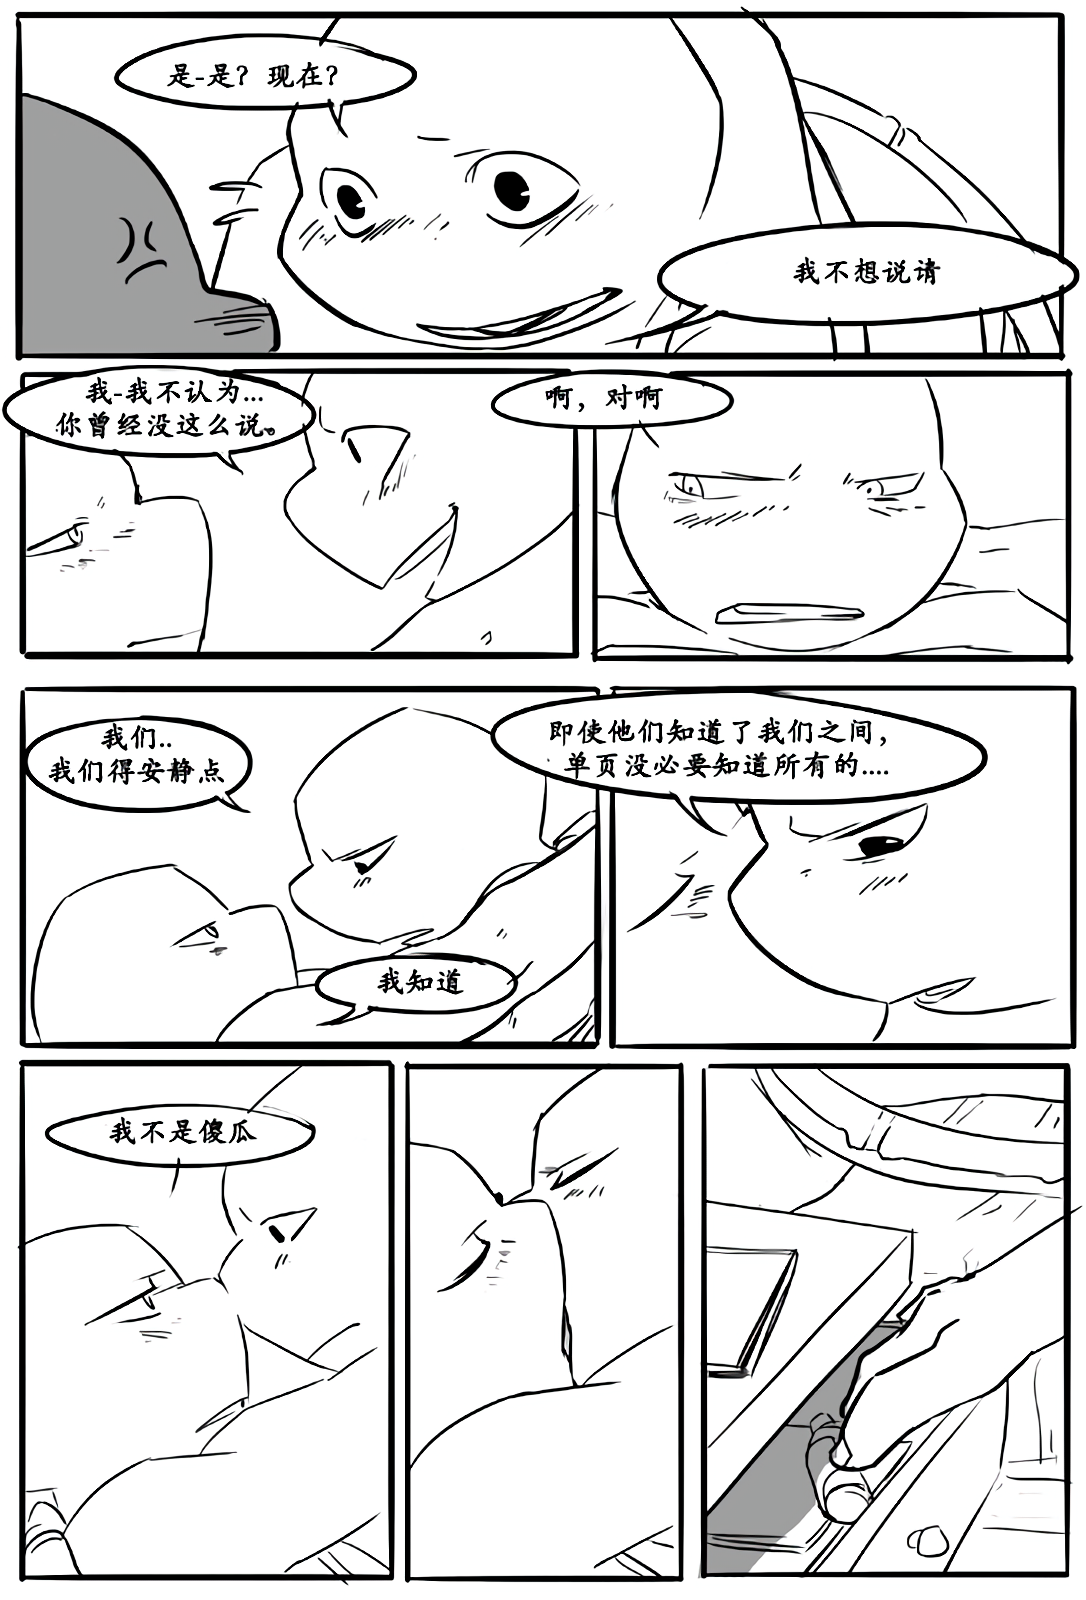 是-是？现在？
我不想说请
我-我不认为...
你曾经没这么说。
啊，对啊
我们..
我们得安静点
即使他们知道了我们之间，
单页没必要知道所有的....
我知道
我不是傻瓜